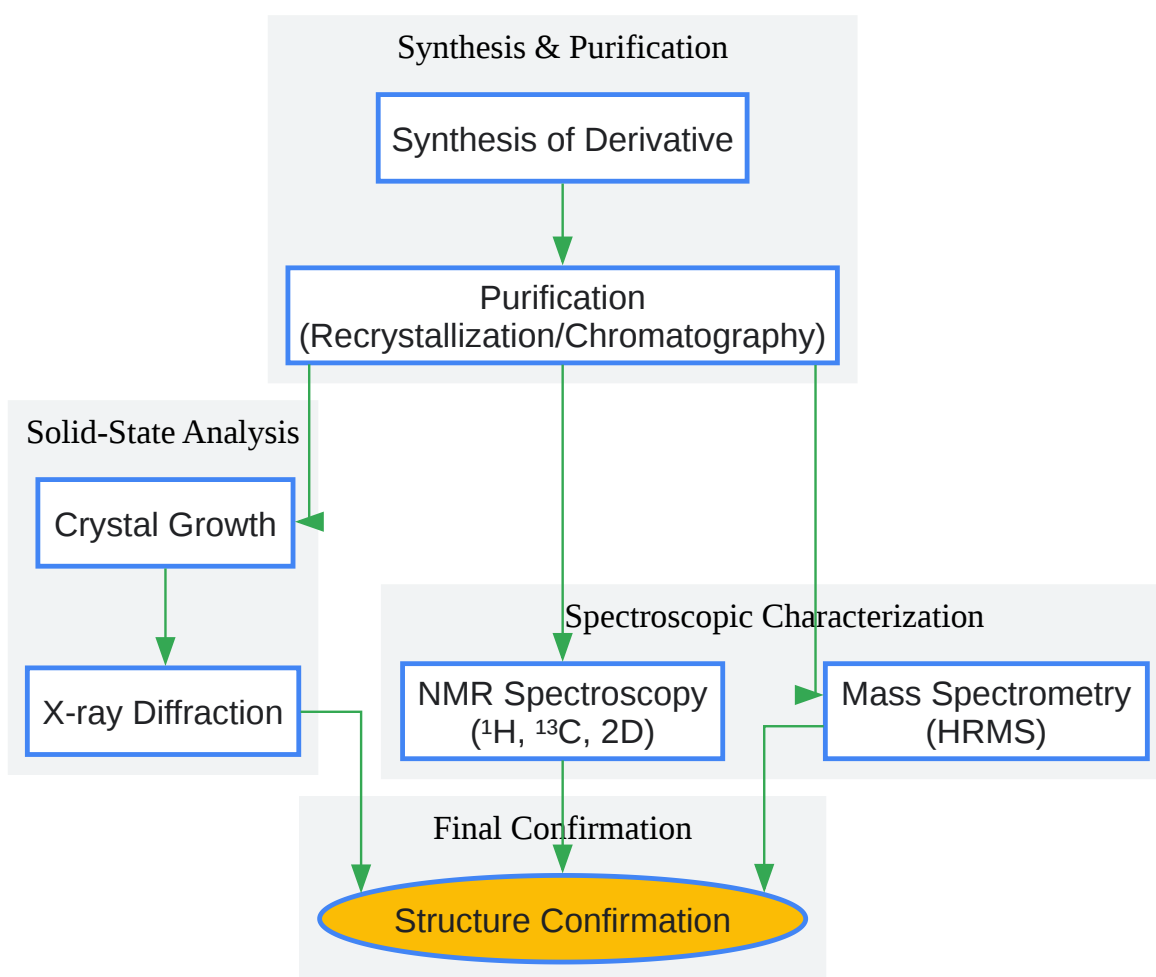 Synthesis & Purification
Synthesis of Derivative
Purification
(Recrystallization/Chromatography)
Solid-State Analysis
Crystal Growth
X-ray Diffraction
Spectroscopic Characterization
NMR Spectroscopy
(¹H, ¹³C, 2D)
Mass Spectrometry
(HRMS)
Final Confirmation
Structure Confirmation